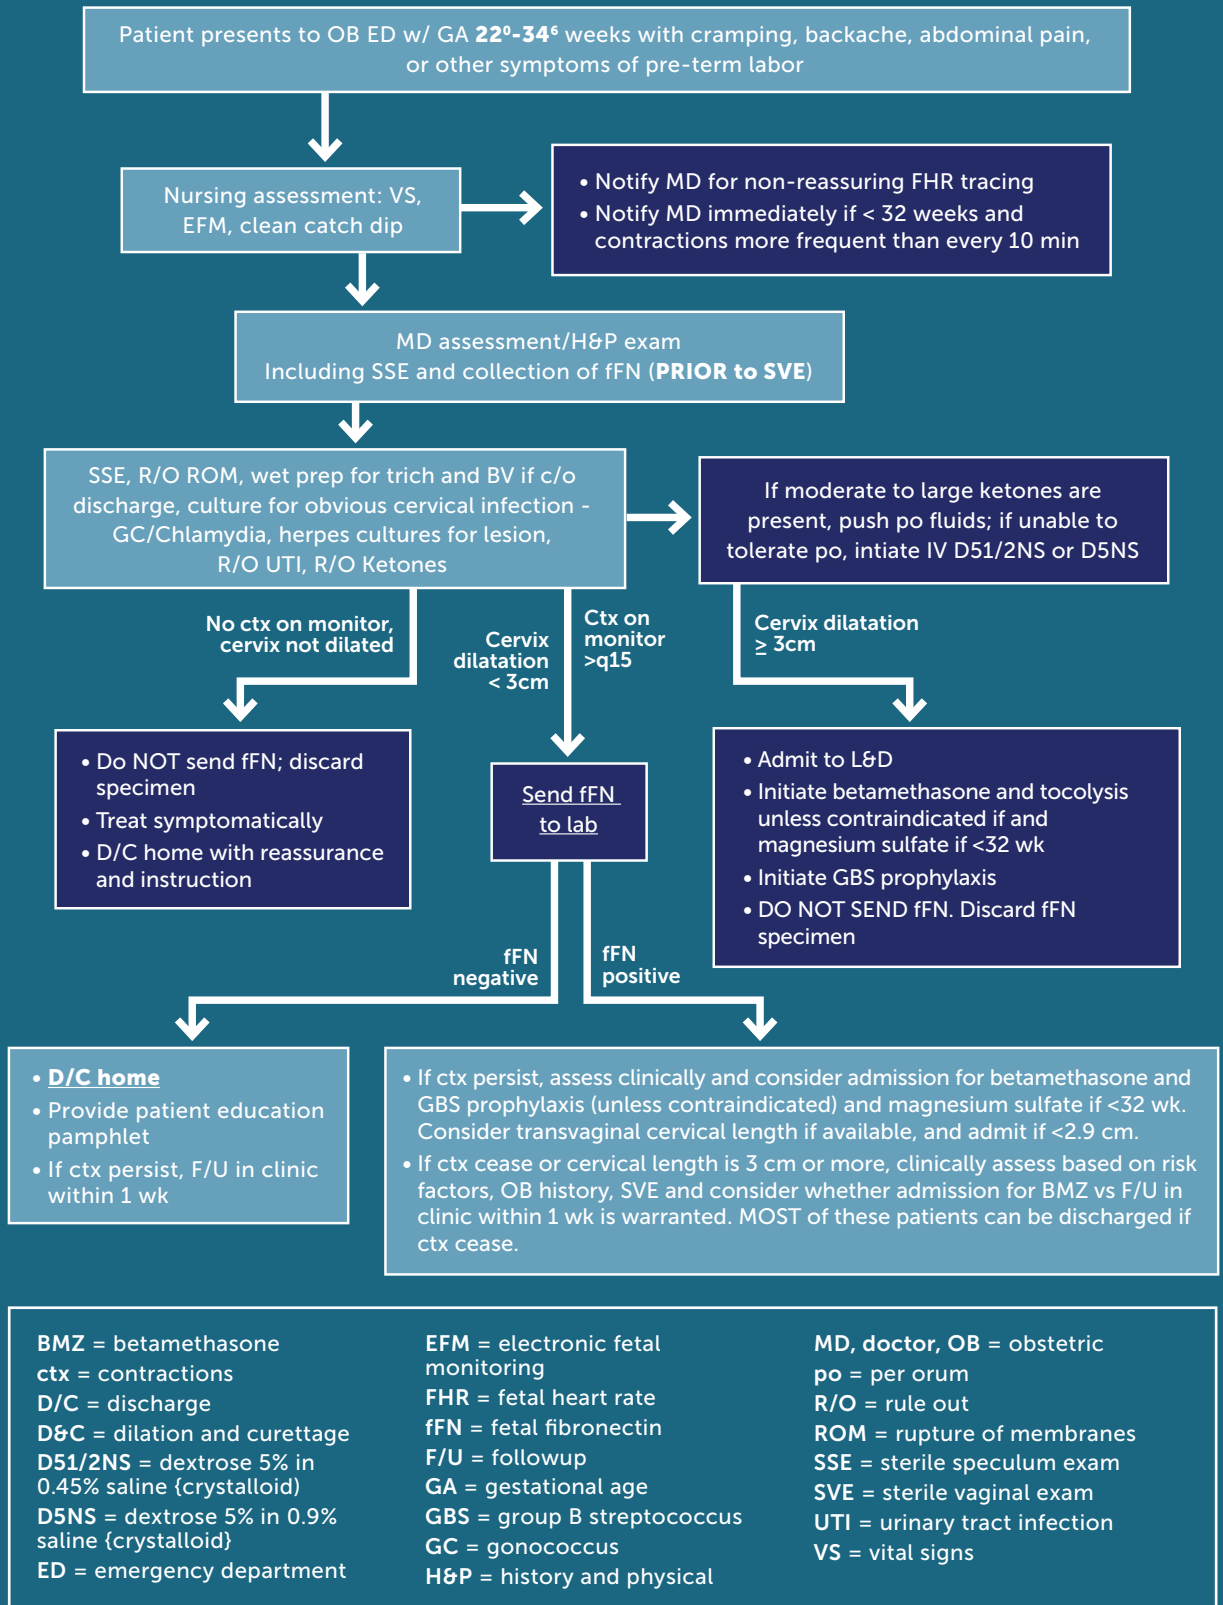 Patient presents to OB ED w/ GA 22⁰-34⁶ weeks with cramping, backache, abdominal pain,
or other symptoms of pre-term labor
Nursing assessment: VS,
EFM, clean catch dip
• Notify MD for non-reassuring FHR tracing
• Notify MD immediately if < 32 weeks and
contractions more frequent than every 10 min
MD assessment/H&P exam
Including SSE and collection of fFN (PRIOR to SVE)
SSE, R/O ROM, wet prep for trich and BV if c/o
discharge, culture for obvious cervical infection -
GC/Chlamydia, herpes cultures for lesion,
R/O UTI, R/O Ketones
If moderate to large ketones are
present, push po fluids; if unable to
tolerate po, intiate IV D51/2NS or D5NS
No ctx on monitor,
cervix not dilated
Cervix
dilatation
< 3cm
Ctx on
monitor
>q15
Cervix dilatation
≥ 3cm
• Do NOT send fFN; discard
specimen
• Treat symptomatically
• D/C home with reassurance
and instruction
Send fFN
to lab
• Admit to L&D
• Initiate betamethasone and tocolysis
unless contraindicated if and
magnesium sulfate if <32 wk
• Initiate GBS prophylaxis
• DO NOT SEND fFN. Discard fFN
specimen
fFN
negative
fFN
positive
• D/C home
• Provide patient education
pamphlet
• If ctx persist, F/U in clinic
within 1 wk
• If ctx persist, assess clinically and consider admission for betamethasone and
GBS prophylaxis (unless contraindicated) and magnesium sulfate if <32 wk.
Consider transvaginal cervical length if available, and admit if <2.9 cm.
• If ctx cease or cervical length is 3 cm or more, clinically assess based on risk
factors, OB history, SVE and consider whether admission for BMZ vs F/U in
clinic within 1 wk is warranted. MOST of these patients can be discharged if
ctx cease.
BMZ = betamethasone
ctx = contractions
D/C = discharge
D&C = dilation and curettage
D51/2NS = dextrose 5% in
0.45% saline {crystalloid)
D5NS = dextrose 5% in 0.9%
saline {crystalloid}
ED = emergency department
EFM = electronic fetal
monitoring
FHR = fetal heart rate
fFN = fetal fibronectin
F/U = followup
GA = gestational age
GBS = group B streptococcus
GC = gonococcus
H&P = history and physical
MD, doctor, OB = obstetric
po = per orum
R/O = rule out
ROM = rupture of membranes
SSE = sterile speculum exam
SVE = sterile vaginal exam
UTI = urinary tract infection
VS = vital signs